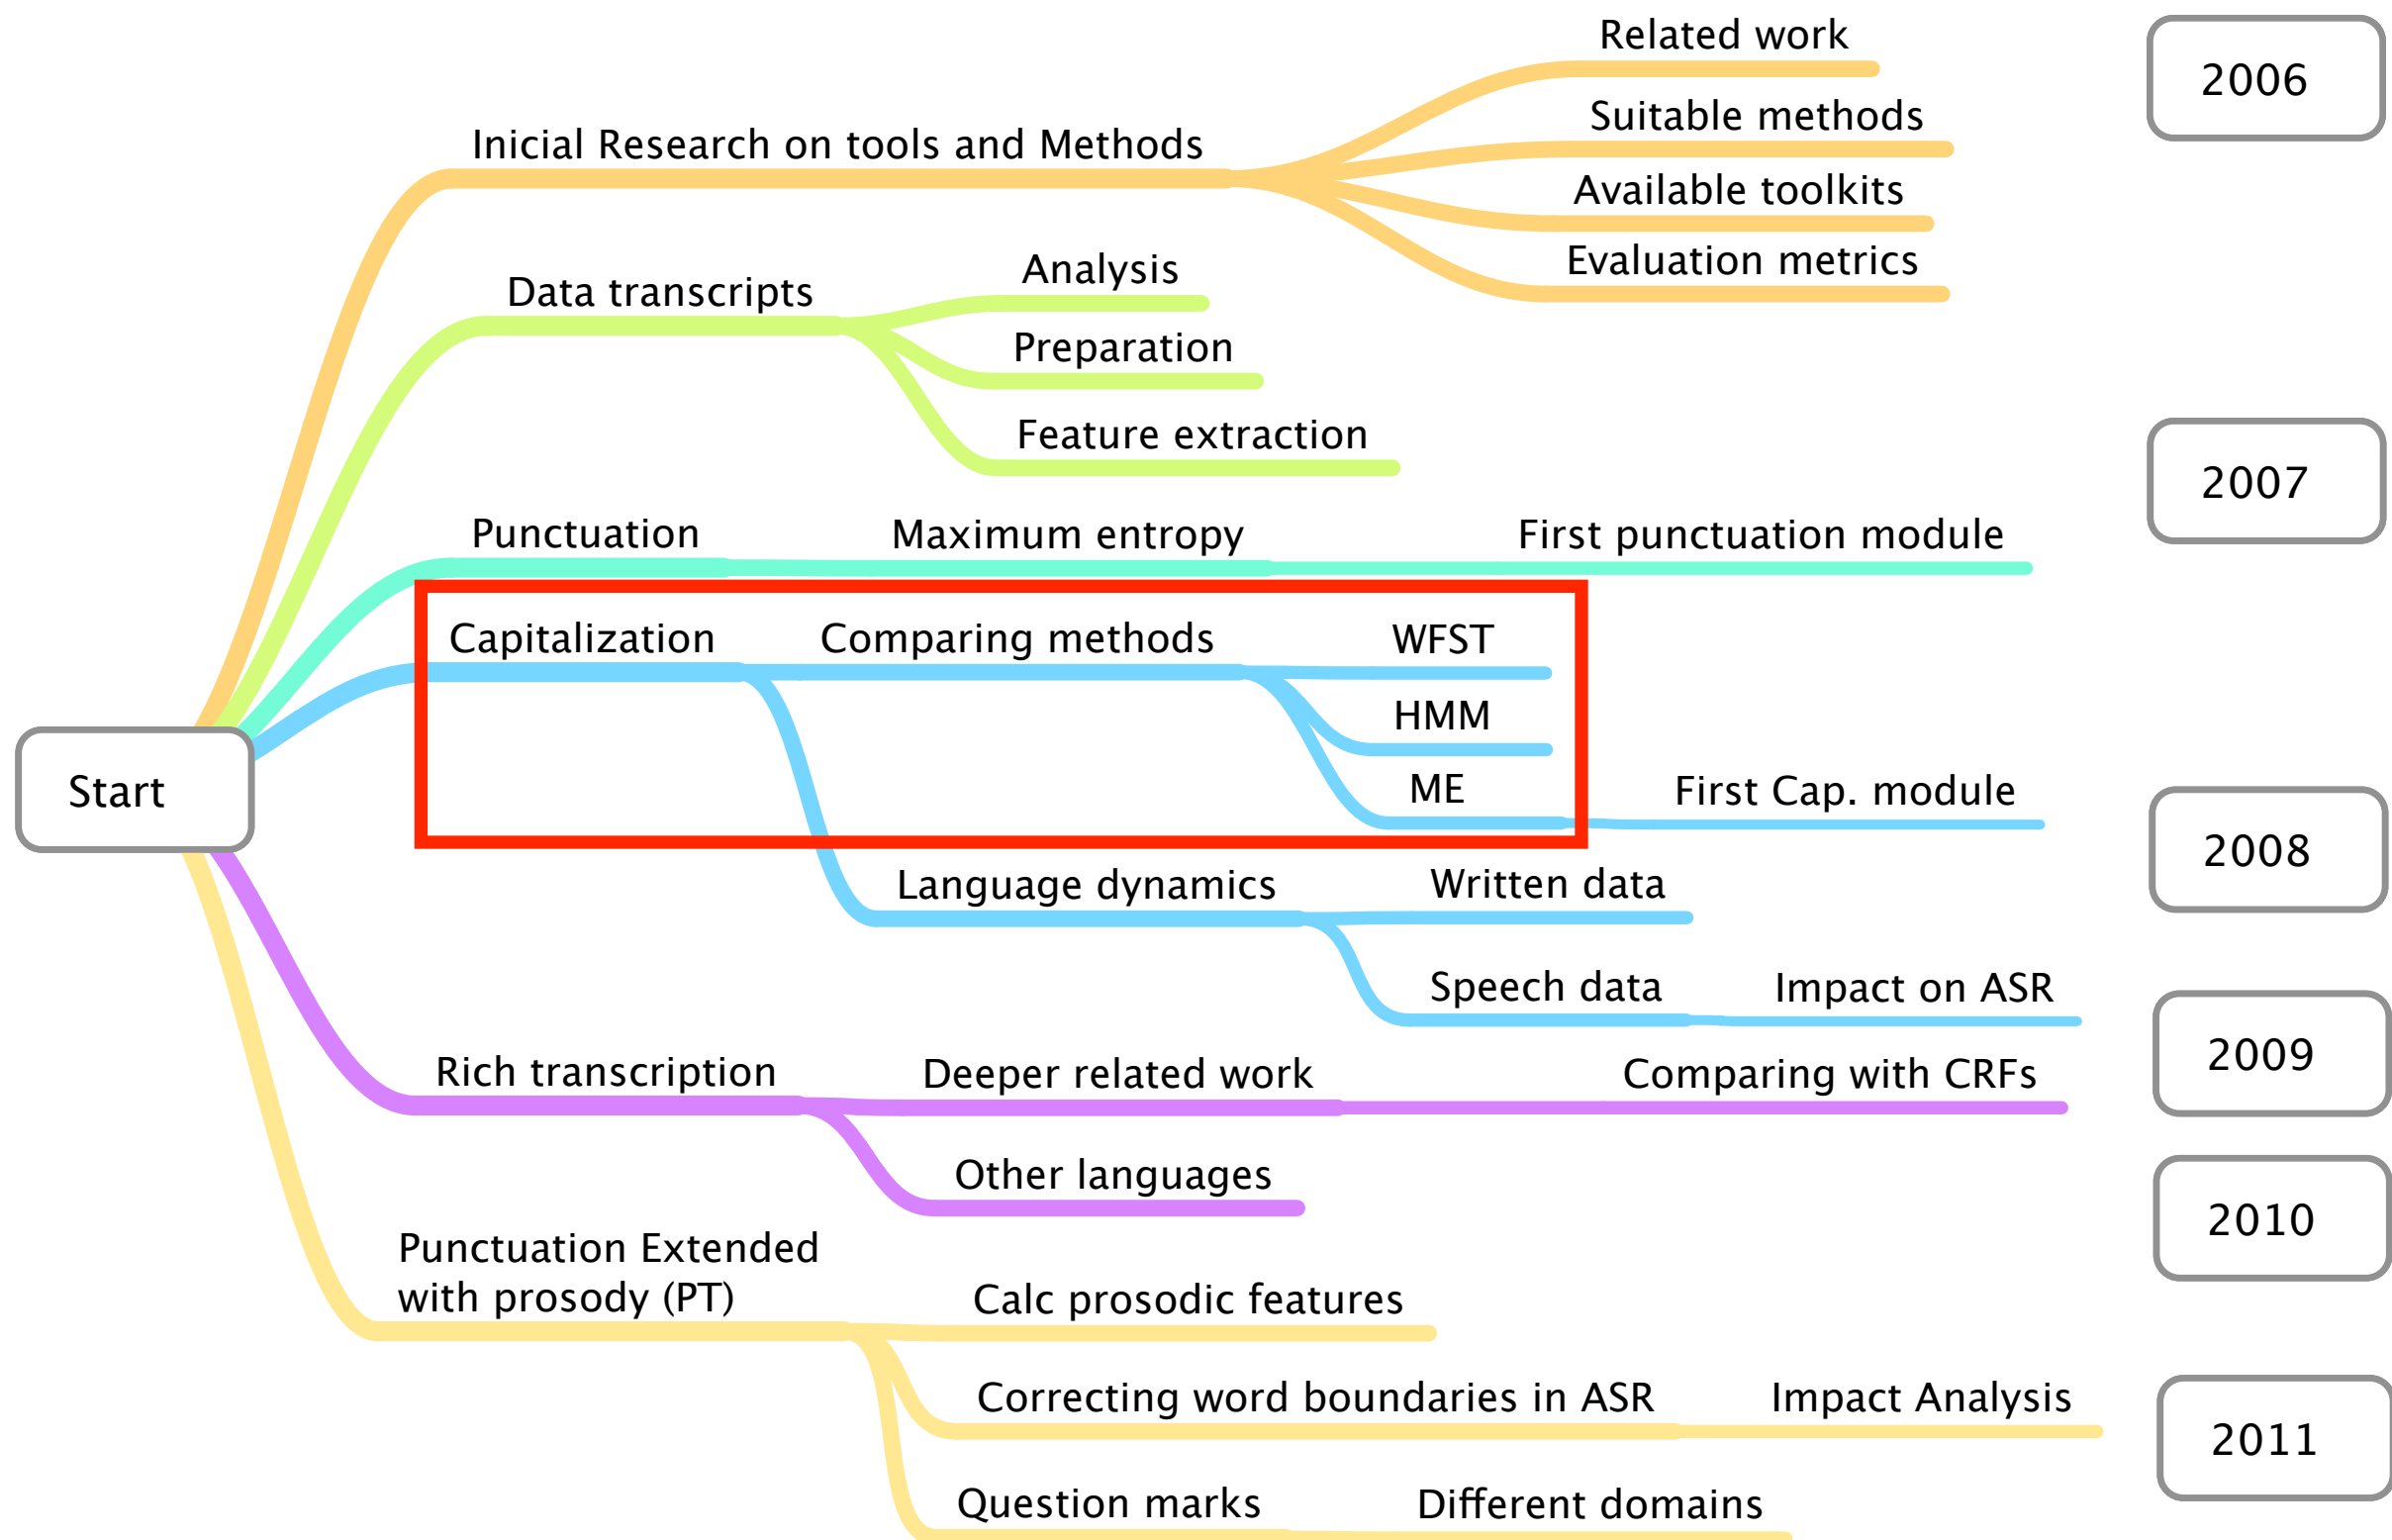 Related work
2006
Suitable methods
Inicial Research on tools and Methods
Available toolkits
Evaluation metrics
Data transcripts
Analysis
Preparation
Feature extraction
2007
Punctuation
Maximum entropy
First punctuation module
Capitalization
Comparing methods
WFST
HMM
ME
First Cap. module
Start
2008
Language dynamics
Written data
Speech data
Impact on ASR
2009
Rich transcription
Deeper related work
Comparing with CRFs
Other languages
2010
Punctuation Extended
with prosody (PT)
Calc prosodic features
Correcting word boundaries in ASR
Impact Analysis
2011
Question marks
Different domains